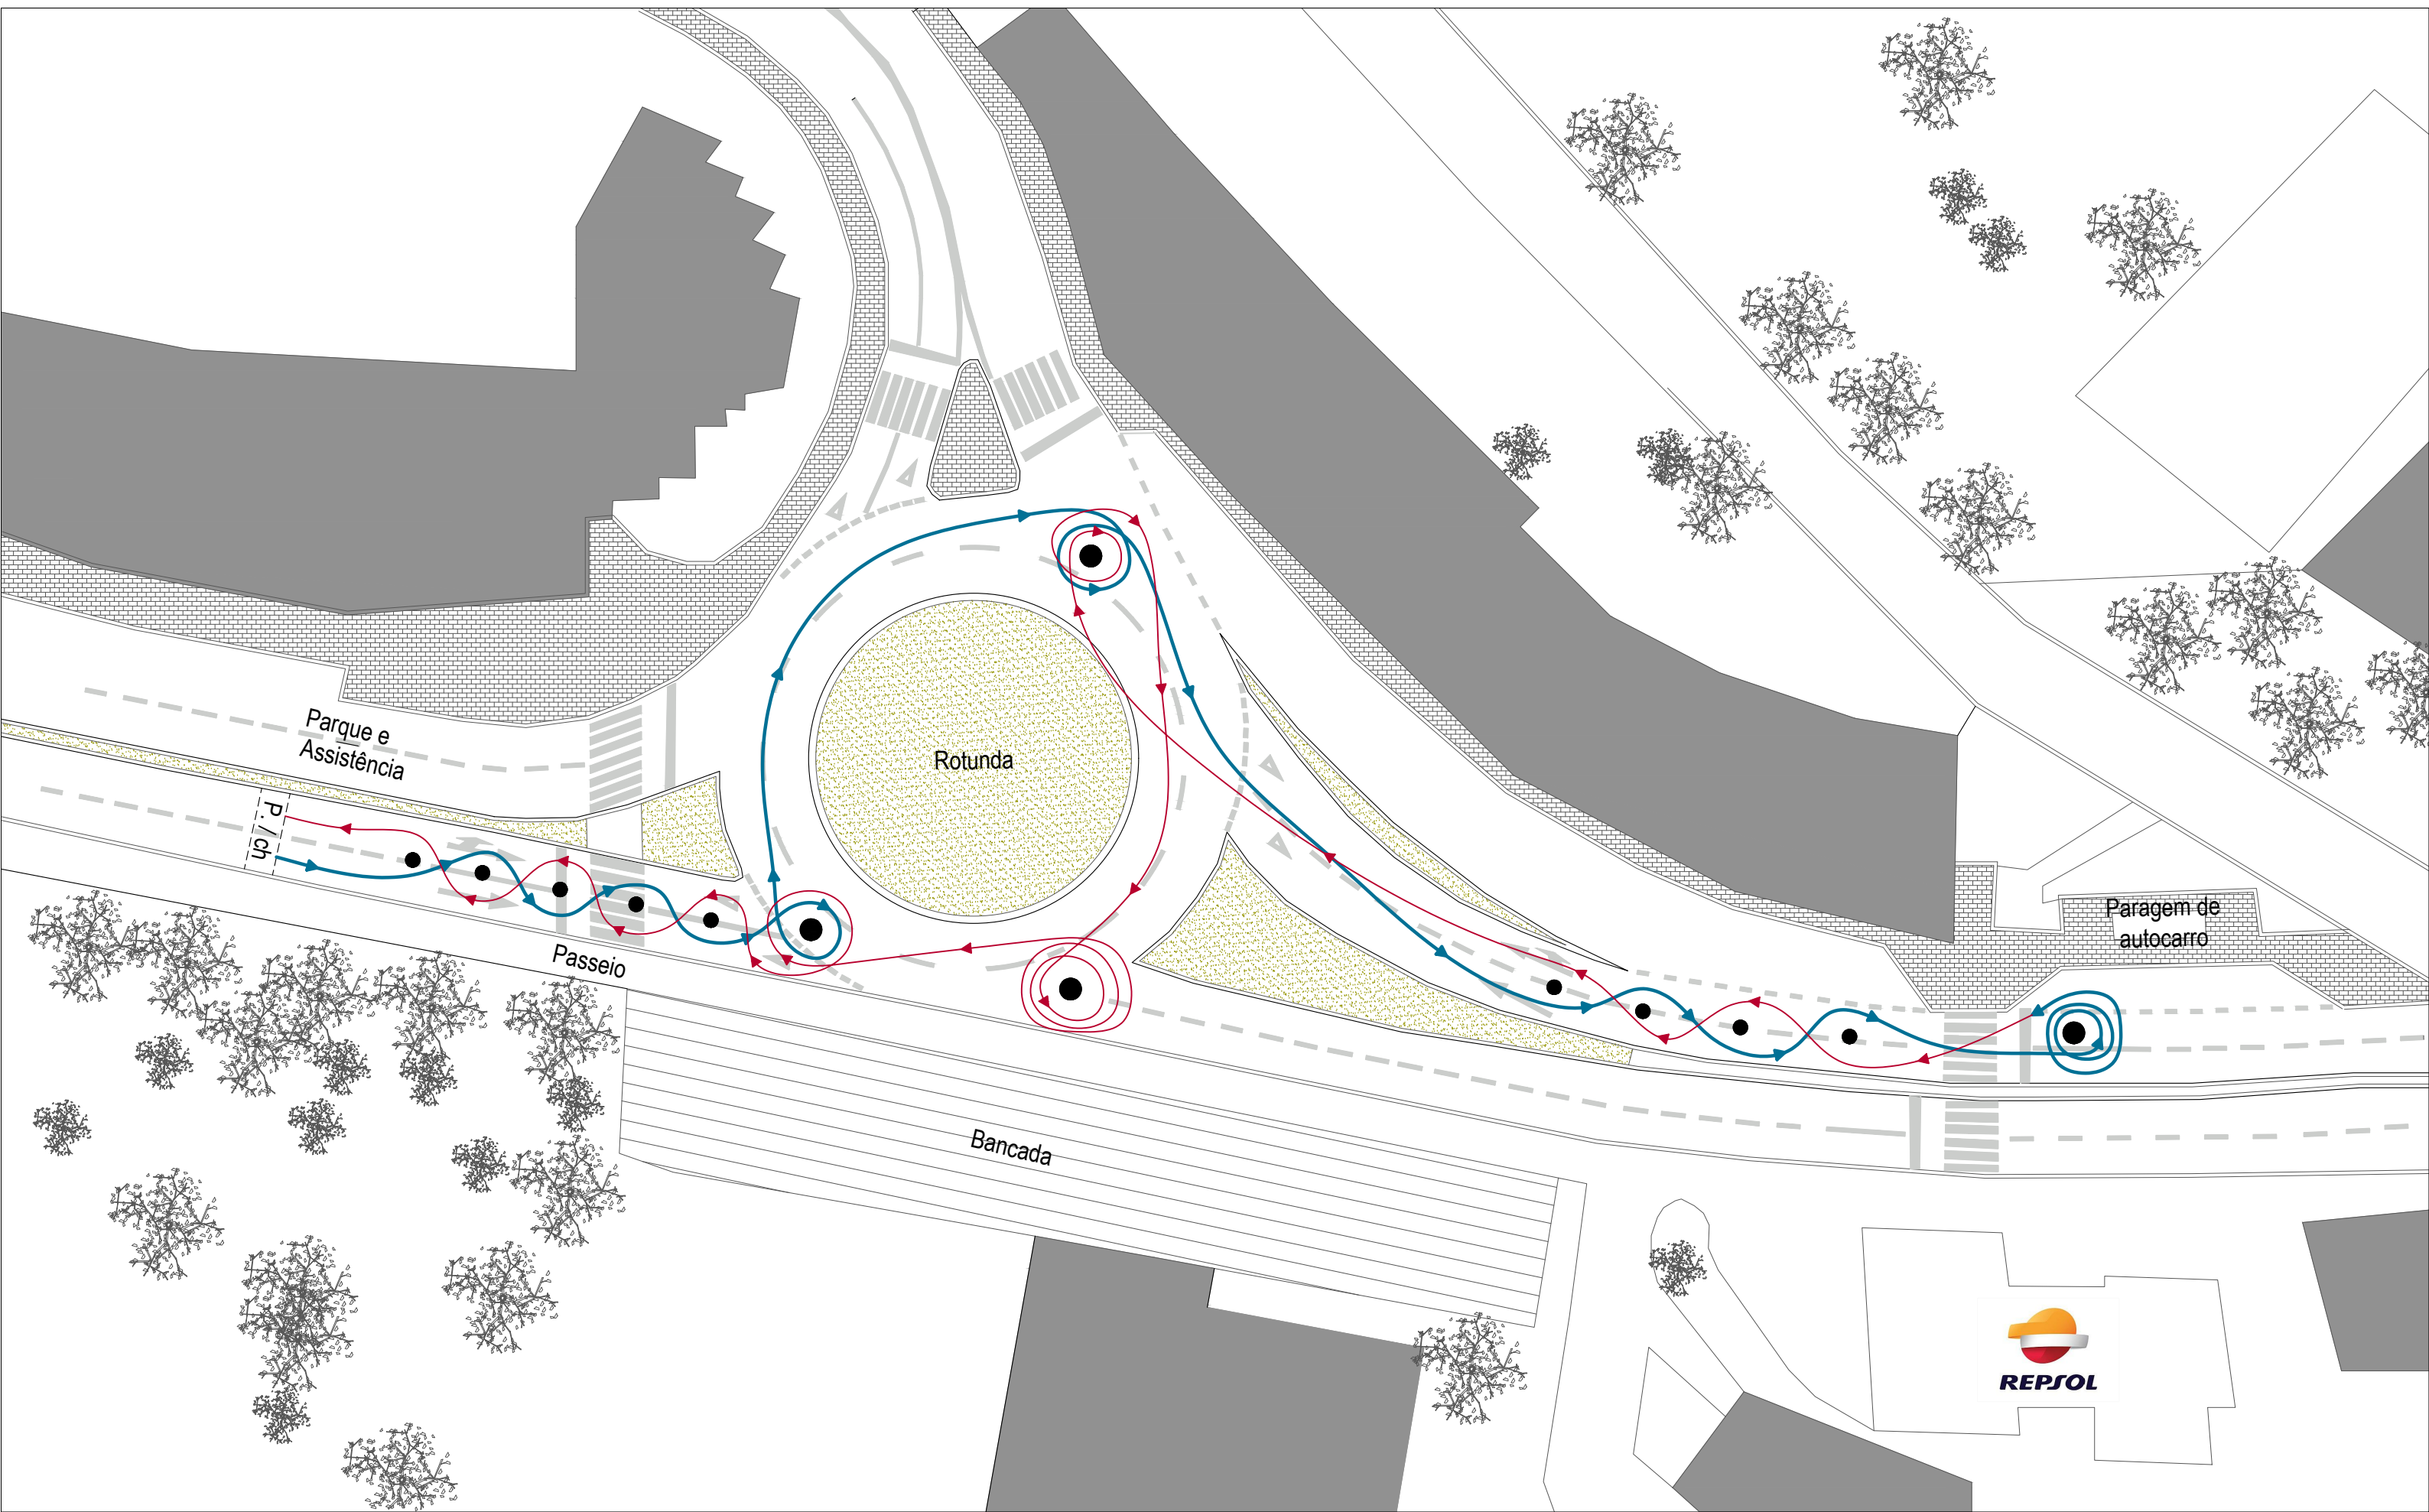 Parque e
Assistência
Rotunda
P. / ch
Passeio
Paragem de
autocarro
Bancada
REPSOL